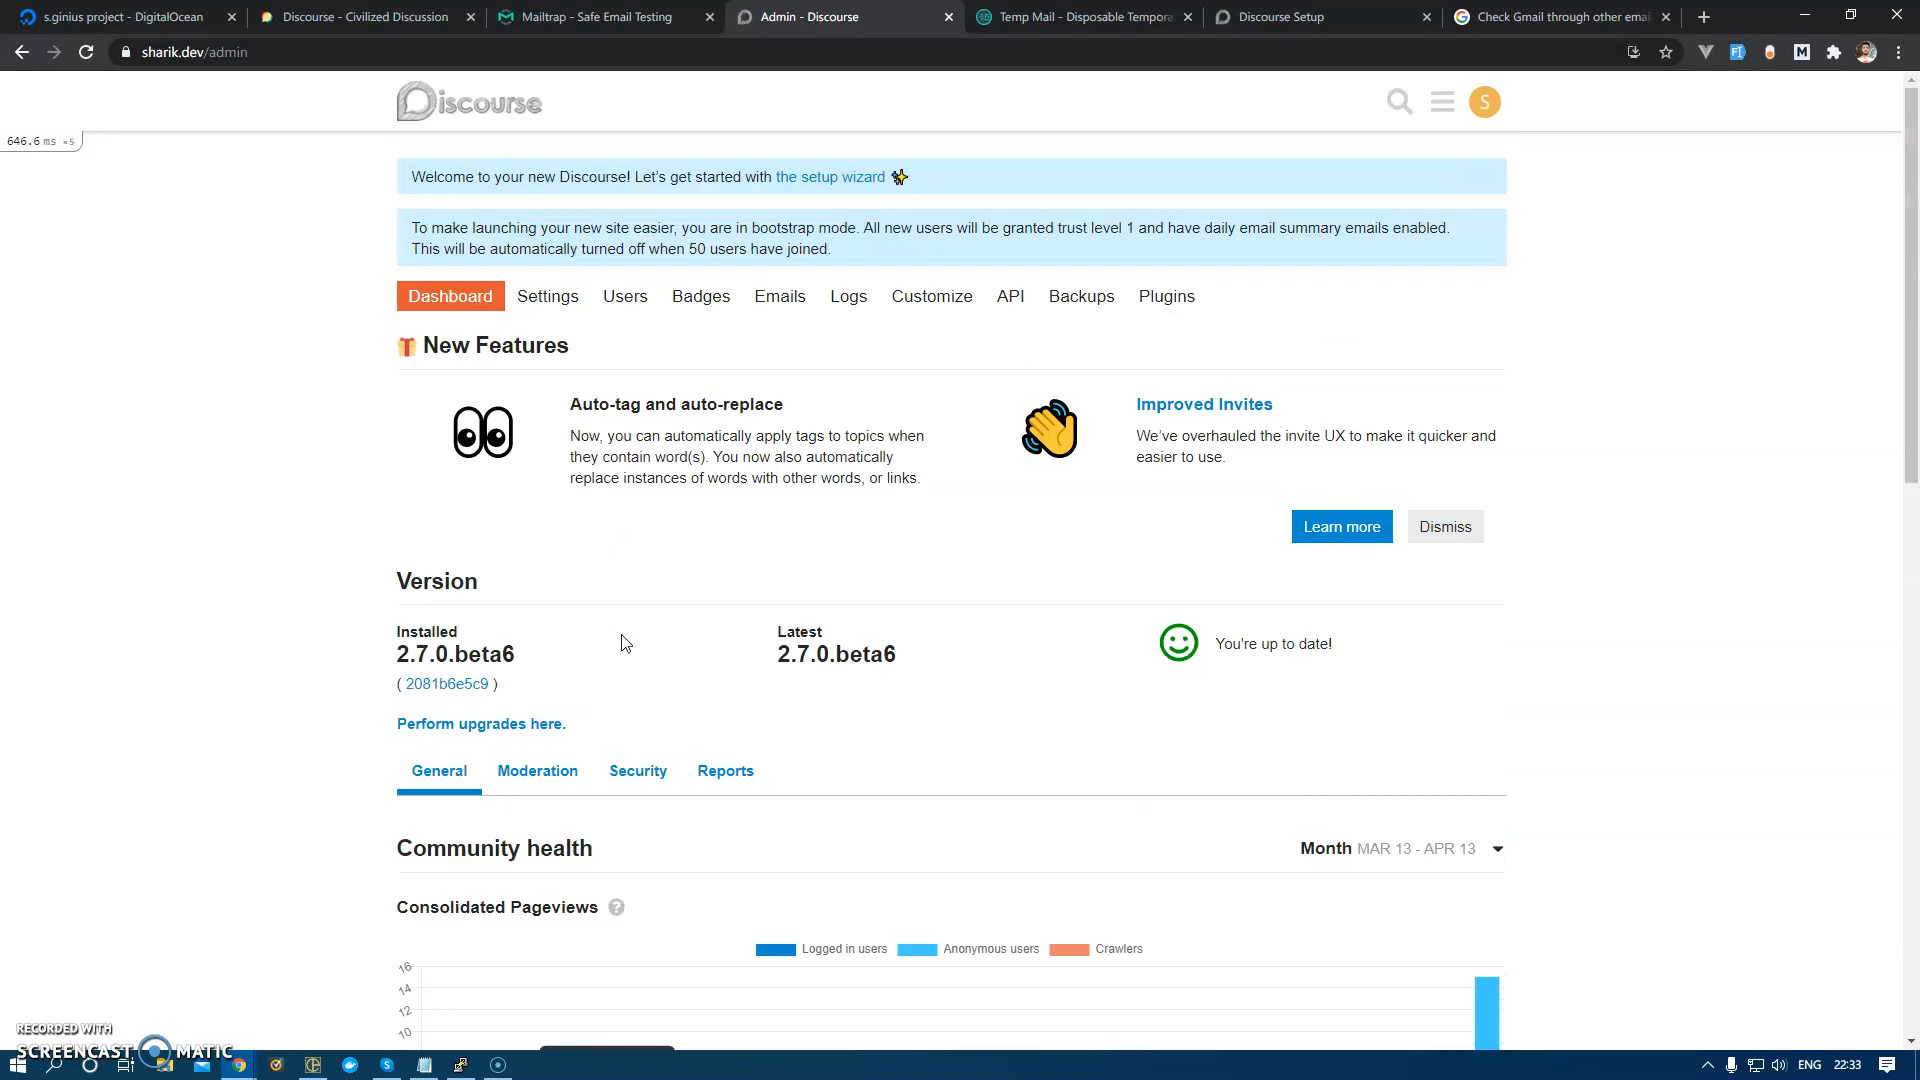 s.ginius project - DigitalOcean
Discourse - Civilized Discussion
Mailtrap - Safe Email Testing
Admin - Discourse
Temp Mail - Disposable Tempora
Discourse Setup
Check Gmail through other emai
sharik.dev/admin
Discourse
S
646.6 ms ×5
Welcome to your new Discourse! Let’s get started with the setup wizard ✨
To make launching your new site easier, you are in bootstrap mode. All new users will be granted trust level 1 and have daily email summary emails enabled.
This will be automatically turned off when 50 users have joined.
Dashboard Settings Users Badges Emails Logs Customize API Backups Plugins
New Features
Auto-tag and auto-replace
Now, you can automatically apply tags to topics when
they contain word(s). You now also automatically
replace instances of words with other words, or links.
Improved Invites
We’ve overhauled the invite UX to make it quicker and
easier to use.
Learn more
Dismiss
Version
Installed
2.7.0.beta6
( 2081b6e5c9 )
Latest
2.7.0.beta6
You're up to date!
Perform upgrades here.
General Moderation Security Reports
Community health
Month MAR 13 - APR 13
Consolidated Pageviews ?
Logged in users Anonymous users Crawlers
16
14
12
10
RECORDED WITH
SCREENCAST MATIC
ENG 22:33